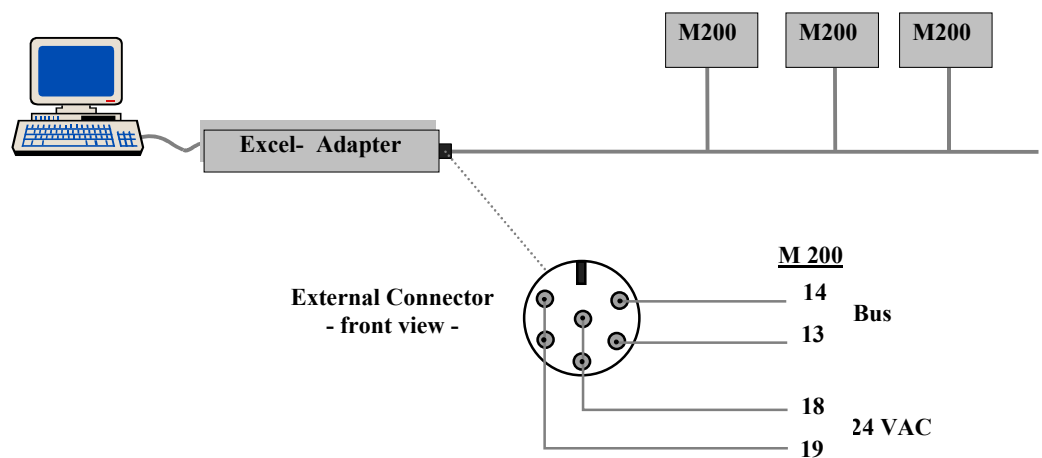 M200 M200 M200
Excel- Adapter
M 200
External Connector
- front view -
14
Bus
13
18
24 VAC
19